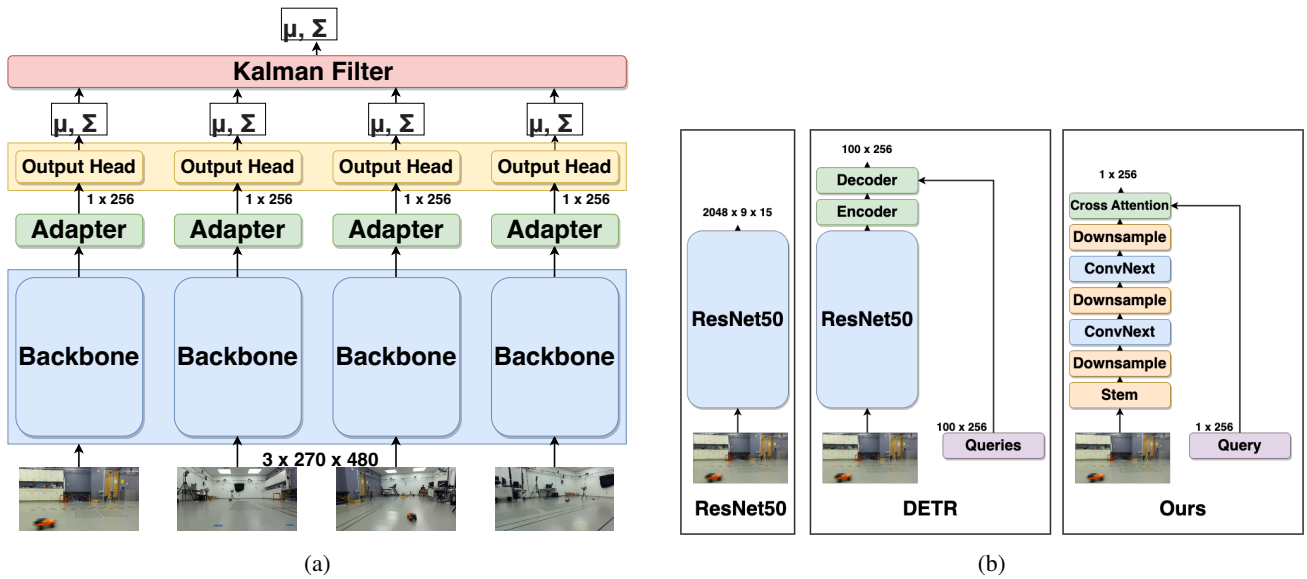 μ, Σ
Kalman Filter
μ, Σ μ, Σ μ, Σ μ, Σ
Output Head Output Head Output Head Output Head
1 x 256 1 x 256 1 x 256 1 x 256
Adapter Adapter Adapter Adapter
Backbone Backbone Backbone Backbone
3 x 270 x 480
(a)
2048 x 9 x 15
ResNet50
ResNet50
100 x 256
Decoder
Encoder
ResNet50
100 x 256
Queries
DETR
1 x 256
Cross Attention
Downsample
ConvNext
Downsample
ConvNext
Downsample
Stem
1 x 256
Query
Ours
(b)